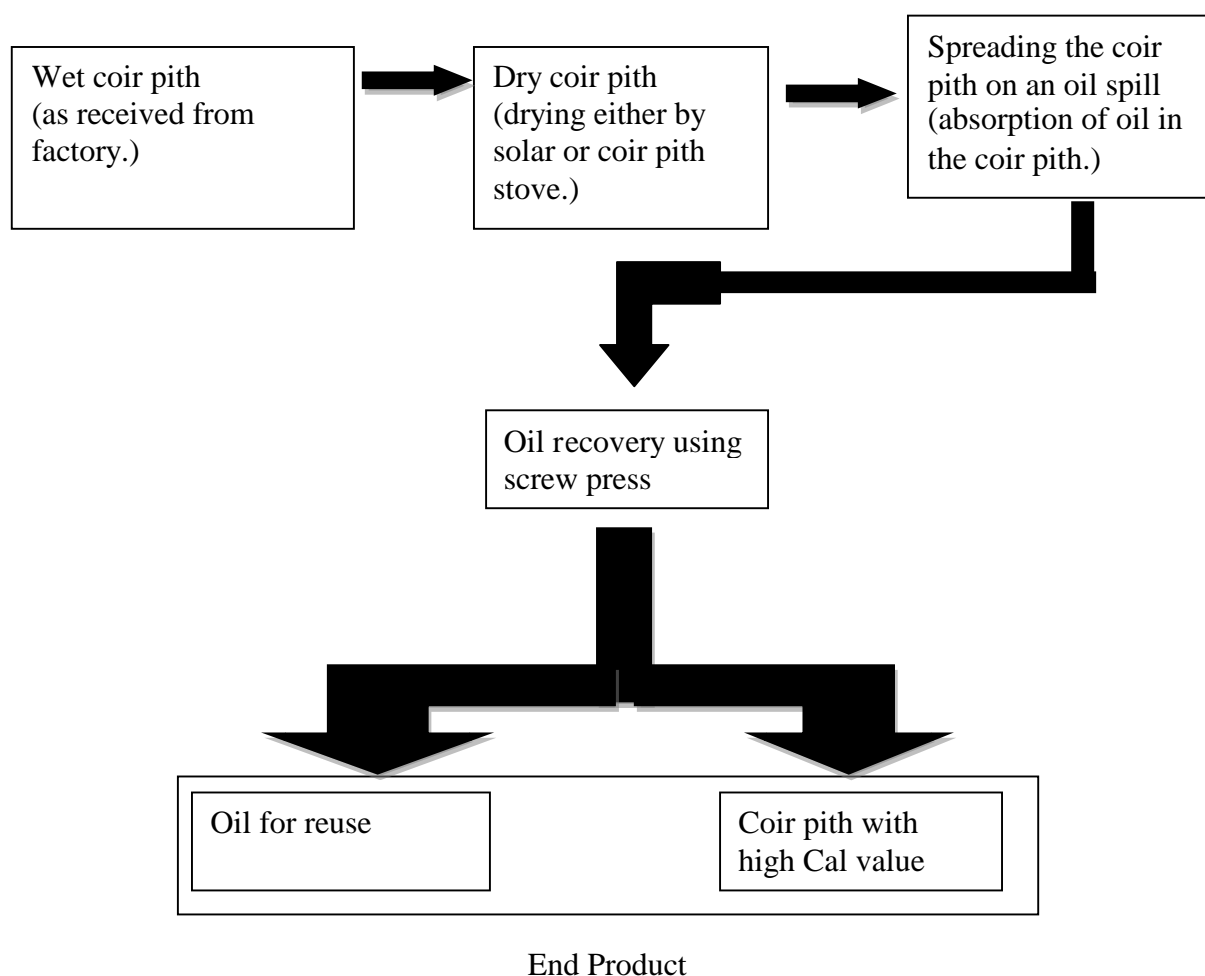 Wet coir pith
(as received from
factory.)
Dry coir pith
(drying either by
solar or coir pith
stove.)
Spreading the coir
pith on an oil spill
(absorption of oil in
the coir pith.)
Oil recovery using
screw press
Oil for reuse
Coir pith with
high Cal value
End Product